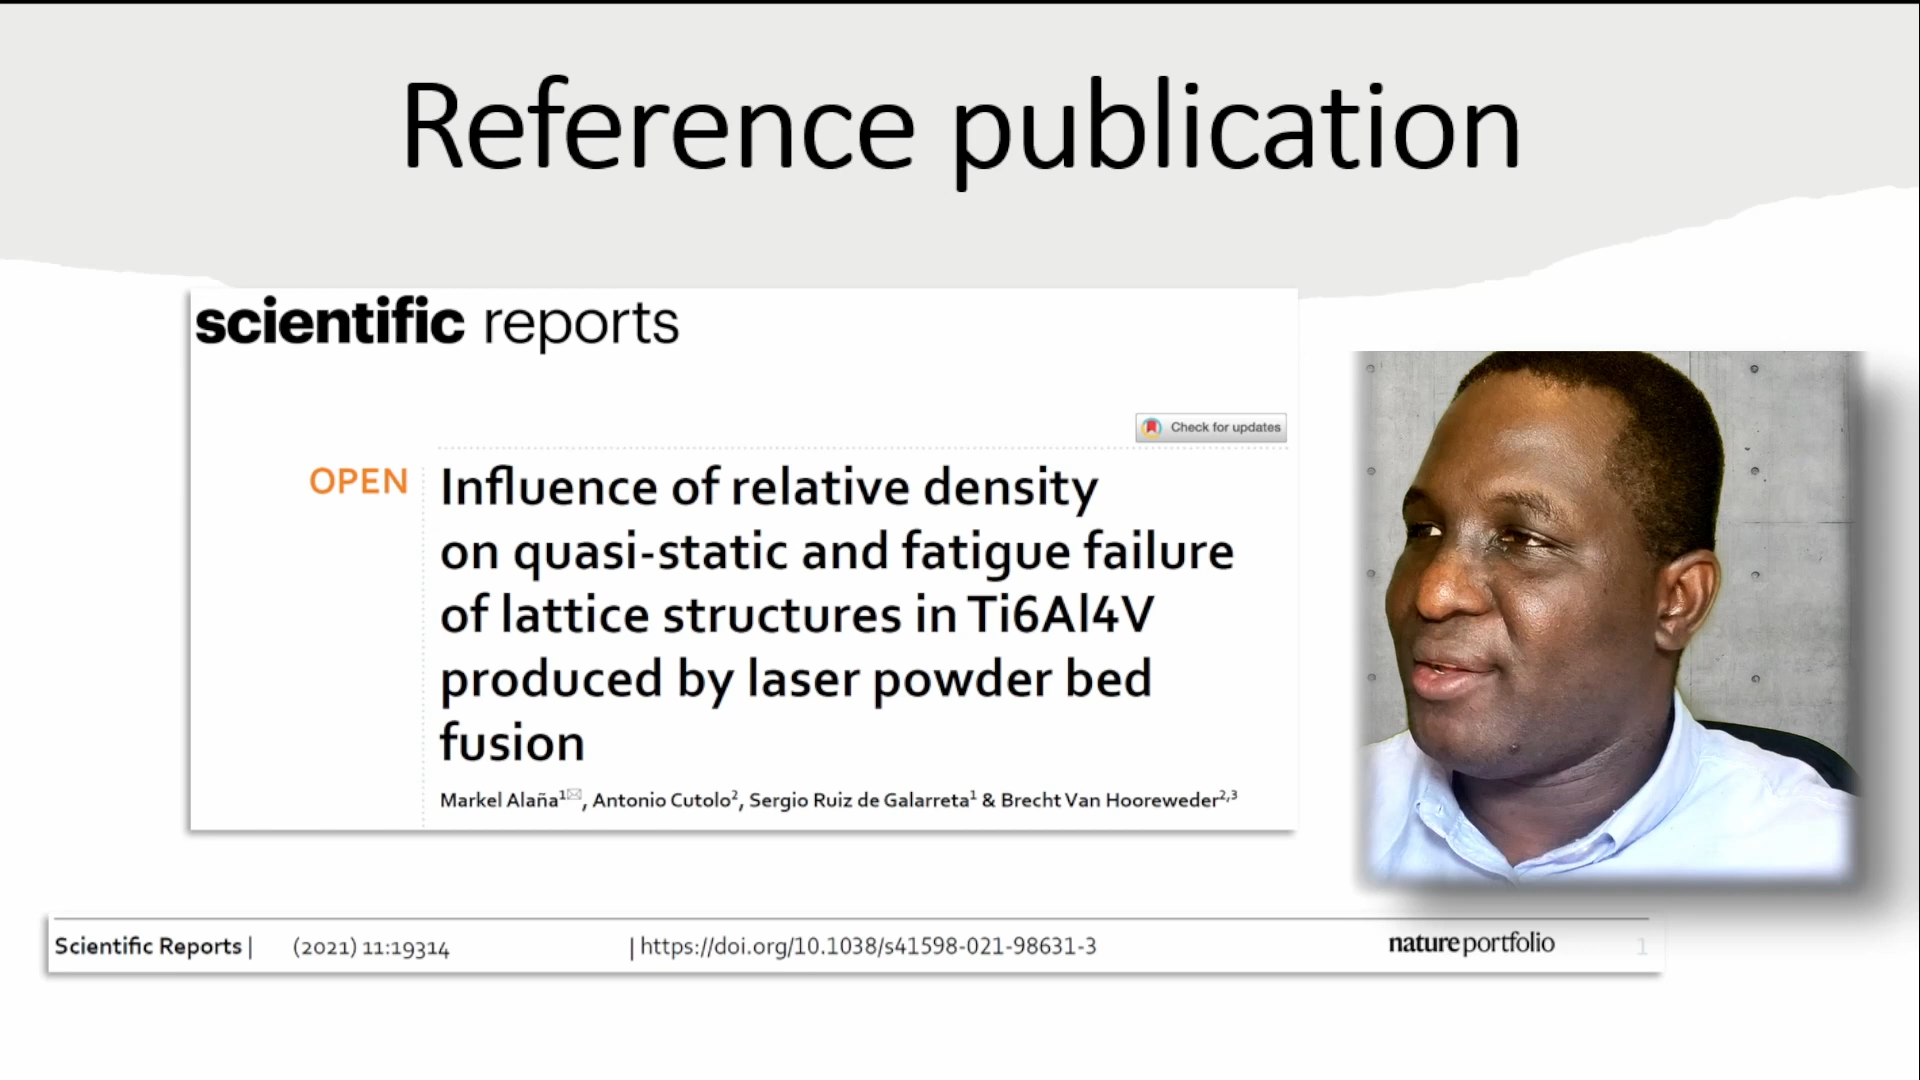 Reference publication
scientific reports
Check for updates
OPEN
Influence of relative density
on quasi-static and fatigue failure
of lattice structures in Ti6Al4V
produced by laser powder bed
fusion
Markel Alaña1✉, Antonio Cutolo2, Sergio Ruiz de Galarreta1 & Brecht Van Hooreweder2,3
Scientific Reports | (2021) 11:19314 | https://doi.org/10.1038/s41598-021-98631-3 natureportfolio 1